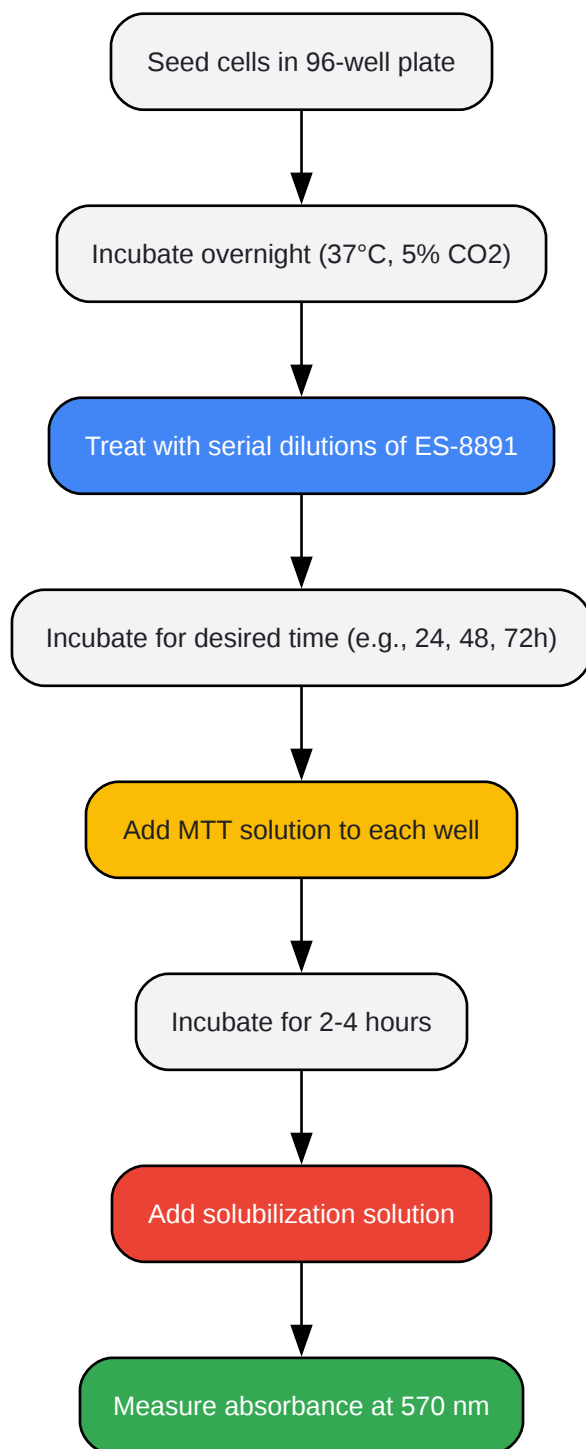 Seed cells in 96-well plate
Incubate overnight (37°C, 5% CO2)
Treat with serial dilutions of ES-8891
Incubate for desired time (e.g., 24, 48, 72h)
Add MTT solution to each well
Incubate for 2-4 hours
Add solubilization solution
Measure absorbance at 570 nm